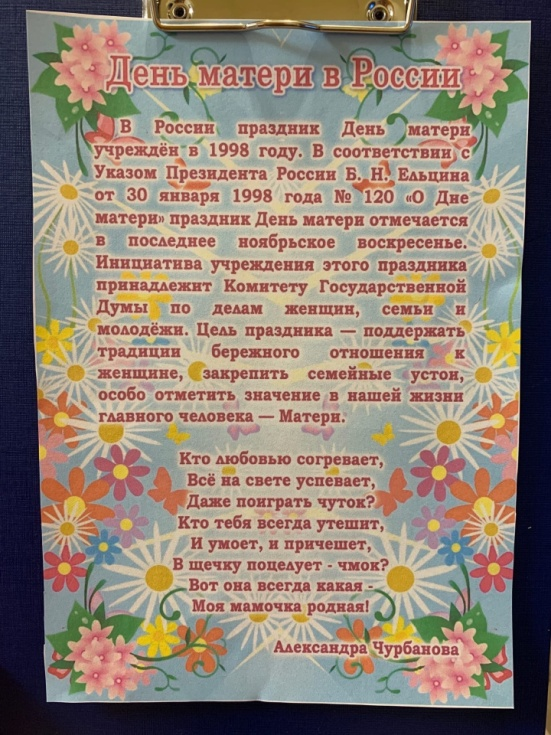 День матери в России
В России праздник День матери
учреждён в 1998 году. В соответствии с
Указом Президента России Б. Н. Ельцина
от 30 января 1998 года № 120 «О Дне
матери» праздник День матери отмечается
в последнее ноябрьское воскресенье.
Инициатива учреждения этого праздника
принадлежит Комитету Государственной
Думы по делам женщин, семьи и
молодёжи. Цель праздника — поддержать
традиции бережного отношения к
женщине, закрепить семейные устои,
особо отметить значение в нашей жизни
главного человека — Матери.
Кто любовью согревает,
Всё на свете успевает,
Даже поиграть чуток?
Кто тебя всегда утешит,
И умоет, и причешет,
В щечку поцелует - чмок?
Вот она всегда какая -
Моя мамочка родная!
Александра Чурбанова